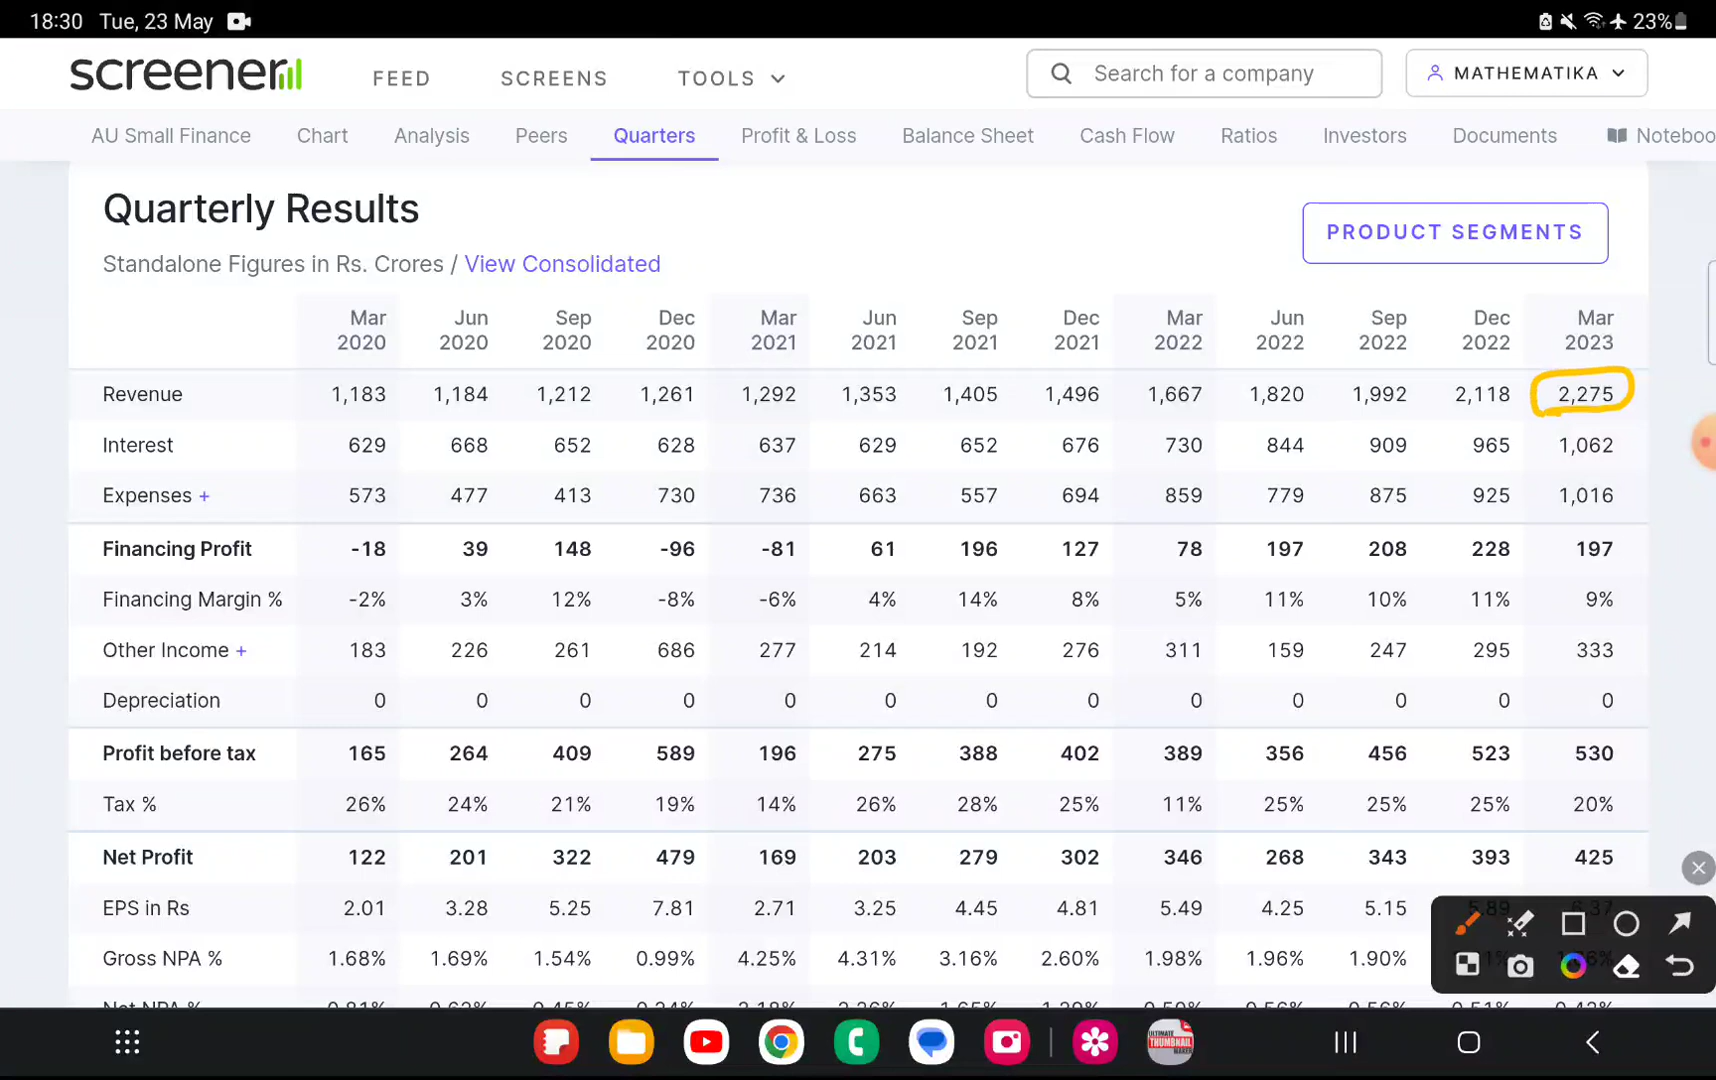 18:30 Tue, 23 May 23%
screener FEED SCREENS TOOLS Search for a company MATHEMATIKA
AU Small Finance Chart Analysis Peers Quarters Profit & Loss Balance Sheet Cash Flow Ratios Investors Documents Noteboo
Quarterly Results
PRODUCT SEGMENTS
Standalone Figures in Rs. Crores / View Consolidated
Mar Jun Sep Dec Mar Jun Sep Dec Mar Jun Sep Dec Mar
2020 2020 2020 2020 2021 2021 2021 2021 2022 2022 2022 2022 2023
Revenue 1,183 1,184 1,212 1,261 1,292 1,353 1,405 1,496 1,667 1,820 1,992 2,118 2,275
Interest 629 668 652 628 637 629 652 676 730 844 909 965 1,062
Expenses + 573 477 413 730 736 663 557 694 859 779 875 925 1,016
Financing Profit -18 39 148 -96 -81 61 196 127 78 197 208 228 197
Financing Margin % -2% 3% 12% -8% -6% 4% 14% 8% 5% 11% 10% 11% 9%
Other Income + 183 226 261 686 277 214 192 276 311 159 247 295 333
Depreciation 0 0 0 0 0 0 0 0 0 0 0 0 0
Profit before tax 165 264 409 589 196 275 388 402 389 356 456 523 530
Tax % 26% 24% 21% 19% 14% 26% 28% 25% 11% 25% 25% 25% 20%
Net Profit 122 201 322 479 169 203 279 302 346 268 343 393 425
EPS in Rs 2.01 3.28 5.25 7.81 2.71 3.25 4.45 4.81 5.49 4.25 5.15 5.89 6.37
Gross NPA % 1.68% 1.69% 1.54% 0.99% 4.25% 4.31% 3.16% 2.60% 1.98% 1.96% 1.90%
Net NPA %
ULTIMATE
THUMBNAIL
MAKER